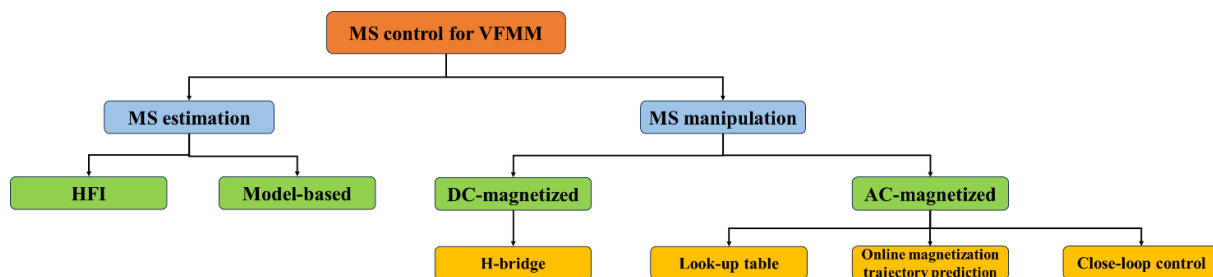 MS control for VFMM
MS estimation
MS manipulation
HFI
Model-based
DC-magnetized
AC-magnetized
H-bridge
Look-up table
Online magnetization
trajectory prediction
Close-loop control